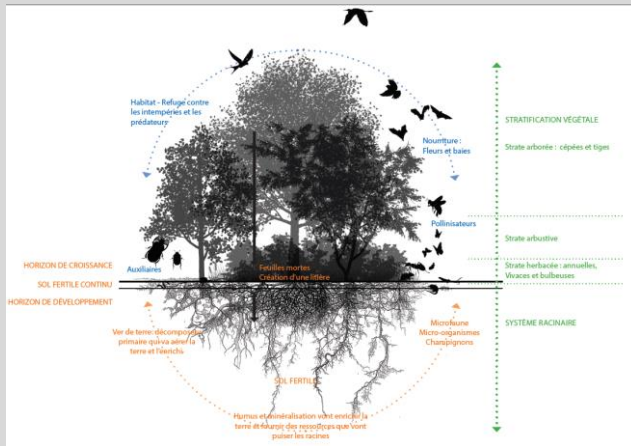 Habitat - Refuge contre
les intempéries et les
prédateurs
Nourriture :
Fleurs et baies
STRATIFICATION VÉGÉTALE
Strate arborée : cépées et tiges
Pollinisateurs
Strate arbustive
Auxiliaires
Strate herbacée : annuelles,
Vivaces et bulbeuses
HORIZON DE CROISSANCE
SOL FERTILE CONTINU
HORIZON DE DÉVELOPPEMENT
Feuilles mortes
Création d'une litière
Ver de terre: décomposeur
primaire qui va aérer la
terre et l'enrichi
Microfaune
Micro-organismes
Champignons
SYSTÈME RACINAIRE
SOL FERTILE
Humus et minéralisation vont enrichir la
terre et fournir des ressources que vont
puiser les racines